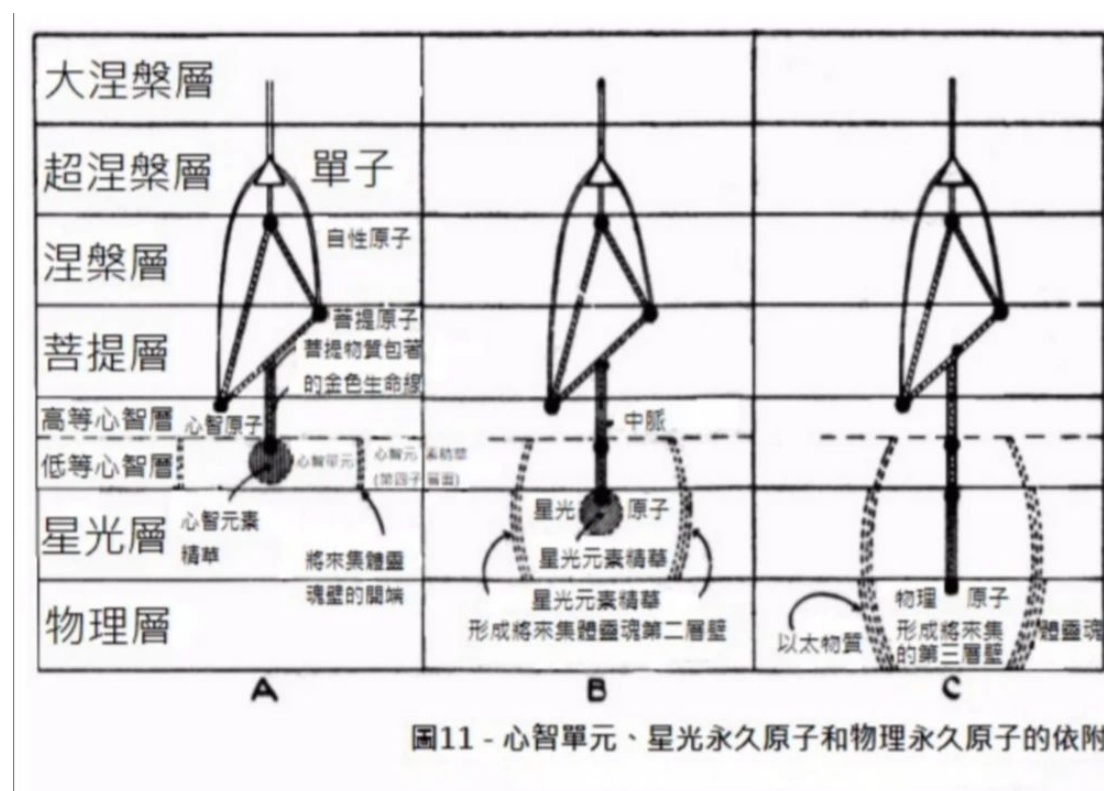 大涅槃層
超涅槃層
單子
涅槃層
自性原子
菩提層
菩提原子
菩提物質包著
的金色生命線
高等心智層
心智原子
中脈
低等心智層
心智單元
心智元
素精華
(第四子層面)
星光層
心智元素
精華
將來集體靈
魂壁的開端
星光
原子
星光元素精華
物理層
星光元素精華
形成將來集體靈魂第二層壁
物理
原子
以太物質
形成將來集
體靈魂
的第三層壁
A
B
C
圖11 - 心智單元、星光永久原子和物理永久原子的依附